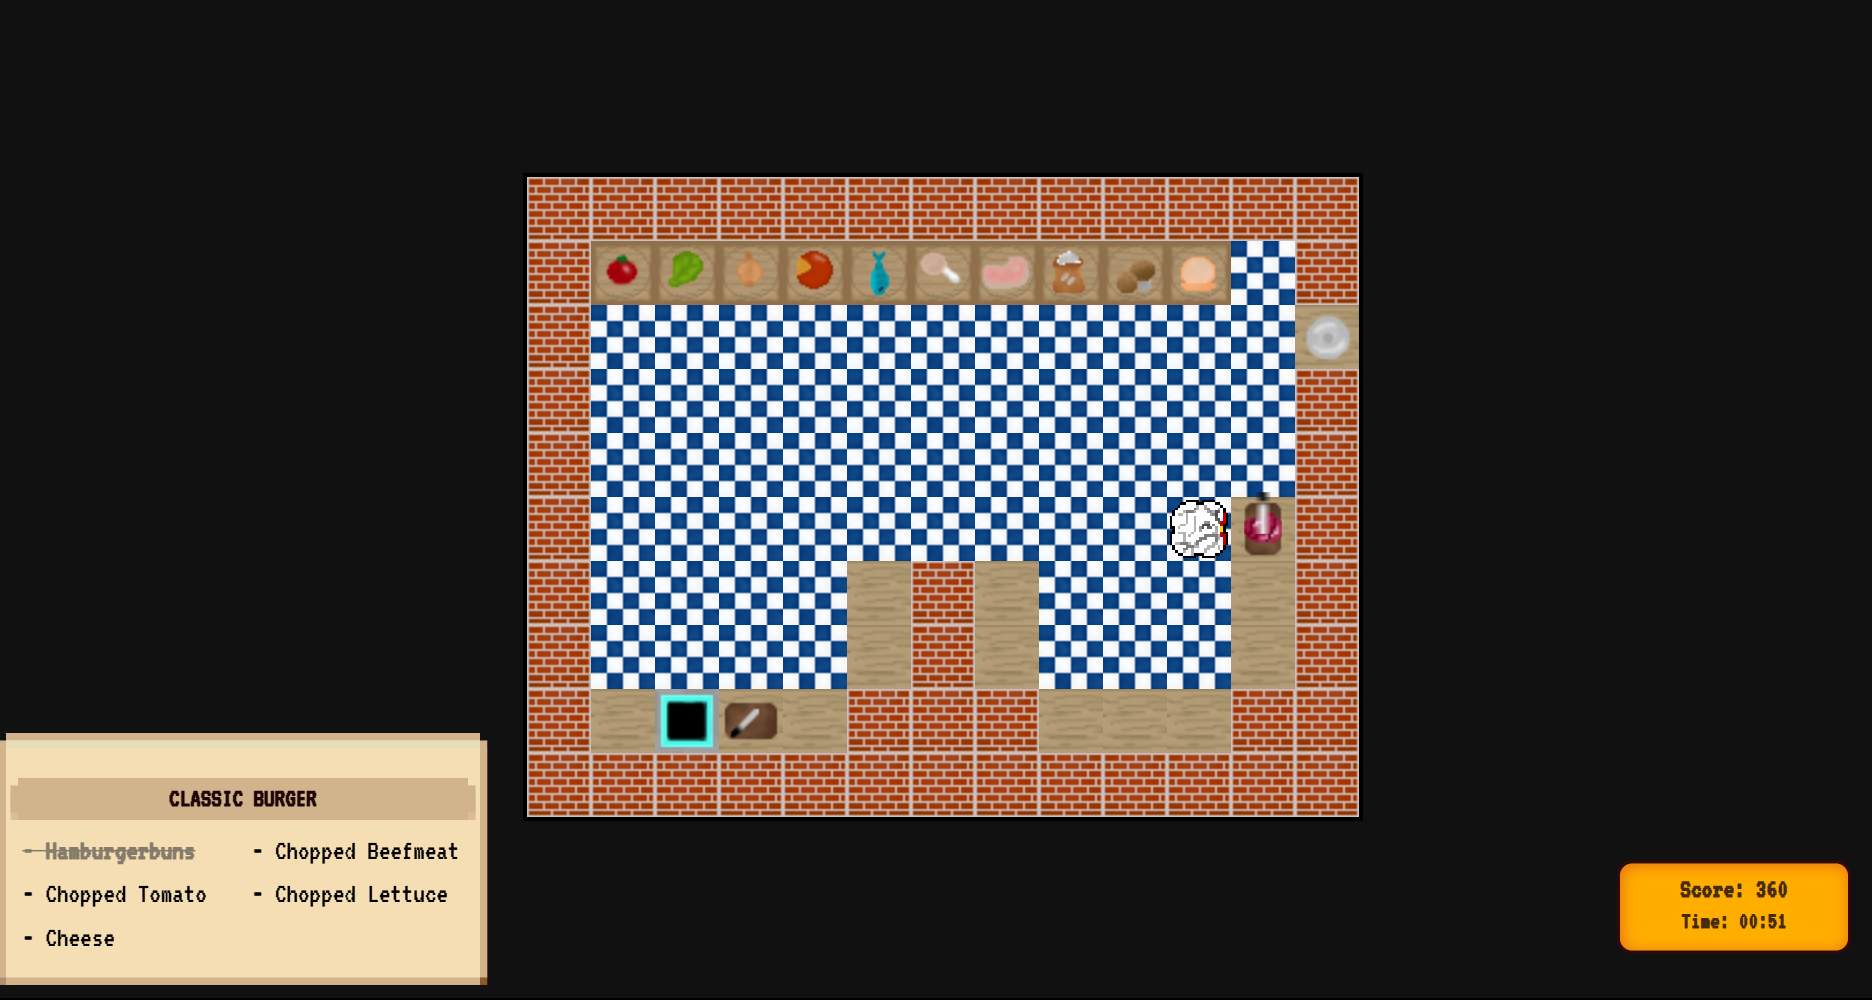 CLASSIC BURGER
- Hamburgerbuns
- Chopped Beefmeat
- Chopped Tomato
- Chopped Lettuce
- Cheese
Score: 360
Time: 00:51